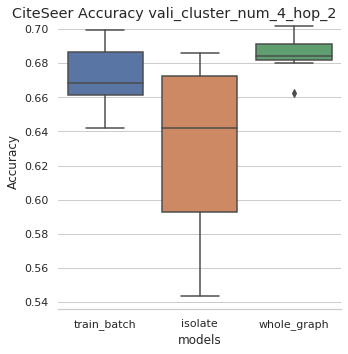 CiteSeer Accuracy vali_cluster_num_4_hop_2
0.70
0.68
0.66
0.64
0.62
0.60
0.58
0.56
0.54
Accuracy
train_batch isolate whole_graph
models